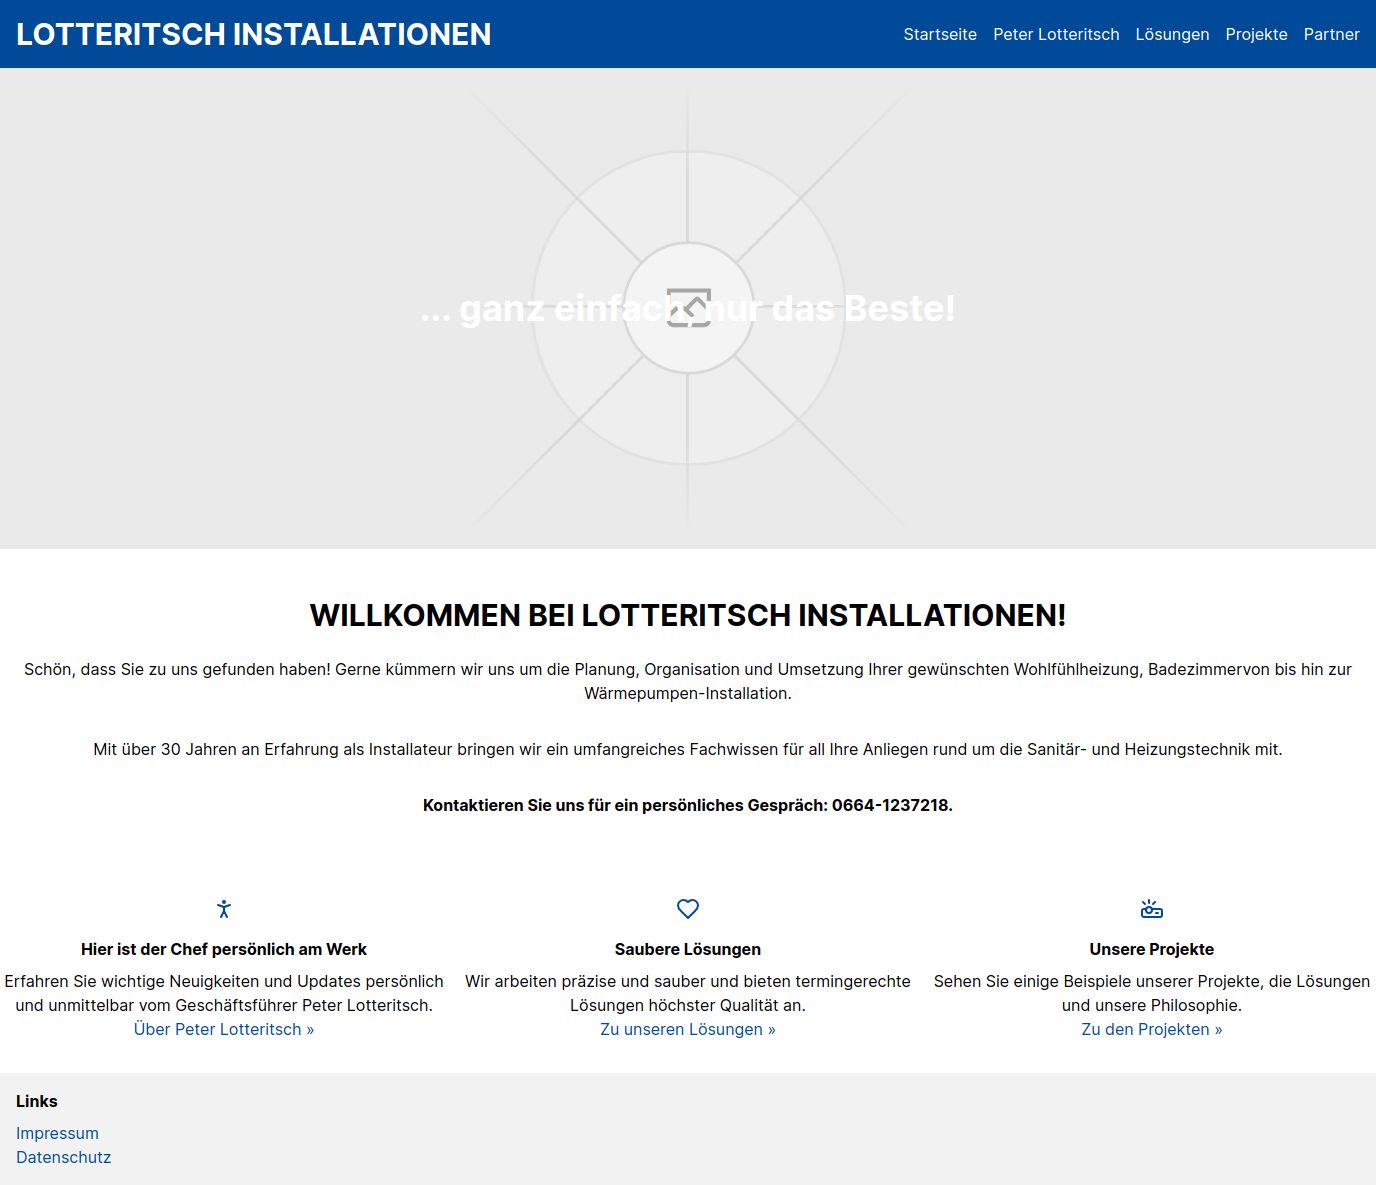 LOTTERITSCH INSTALLATIONEN
Startseite Peter Lotteritsch Lösungen Projekte Partner
... ganz einfach, nur das Beste!
WILLKOMMEN BEI LOTTERITSCH INSTALLATIONEN!
Schön, dass Sie zu uns gefunden haben! Gerne kümmern wir uns um die Planung, Organisation und Umsetzung Ihrer gewünschten Wohlfühlheizung, Badezimmervon bis hin zur
Wärmepumpen-Installation.
Mit über 30 Jahren an Erfahrung als Installateur bringen wir ein umfangreiches Fachwissen für all Ihre Anliegen rund um die Sanitär- und Heizungstechnik mit.
Kontaktieren Sie uns für ein persönliches Gespräch: 0664-1237218.
Hier ist der Chef persönlich am Werk
Erfahren Sie wichtige Neuigkeiten und Updates persönlich
und unmittelbar vom Geschäftsführer Peter Lotteritsch.
Über Peter Lotteritsch »
Saubere Lösungen
Wir arbeiten präzise und sauber und bieten termingerechte
Lösungen höchster Qualität an.
Zu unseren Lösungen »
Unsere Projekte
Sehen Sie einige Beispiele unserer Projekte, die Lösungen
und unsere Philosophie.
Zu den Projekten »
Links
Impressum
Datenschutz